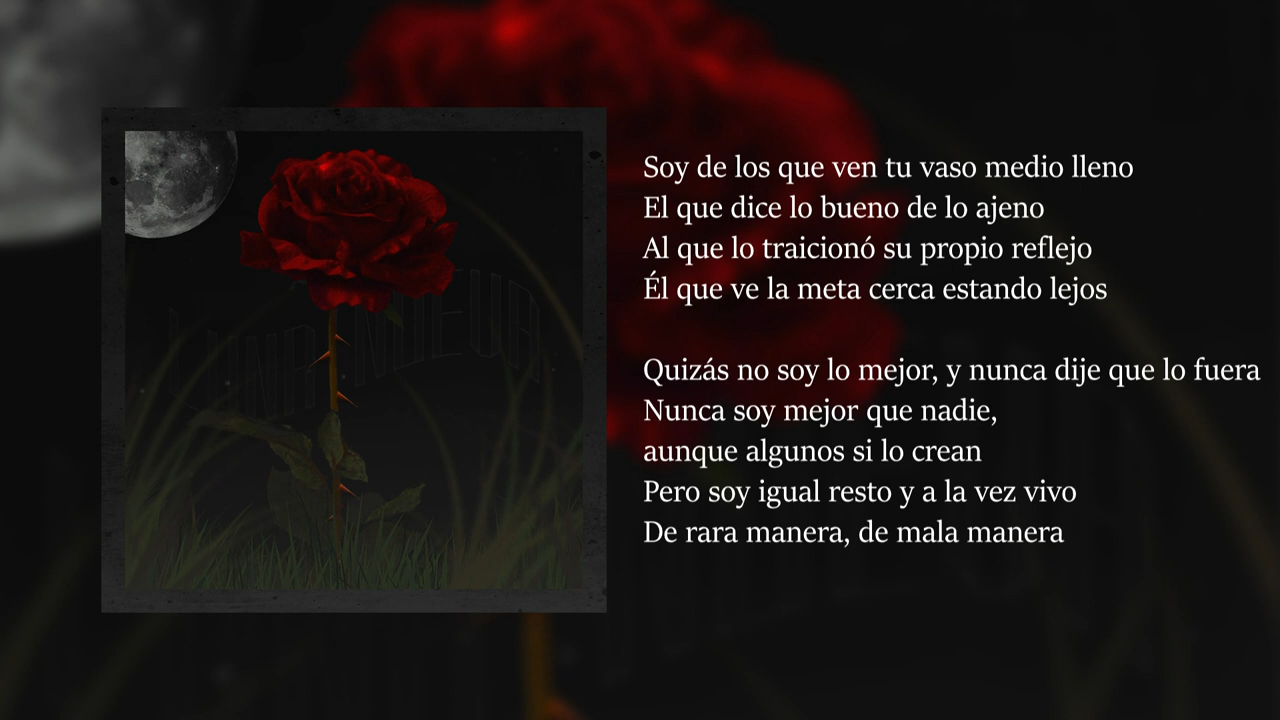 LUNA NUEVA
Soy de los que ven tu vaso medio lleno
El que dice lo bueno de lo ajeno
Al que lo traicionó su propio reflejo
Él que ve la meta cerca estando lejos
Quizás no soy lo mejor, y nunca dije que lo fuera
Nunca soy mejor que nadie,
aunque algunos si lo crean
Pero soy igual resto y a la vez vivo
De rara manera, de mala manera